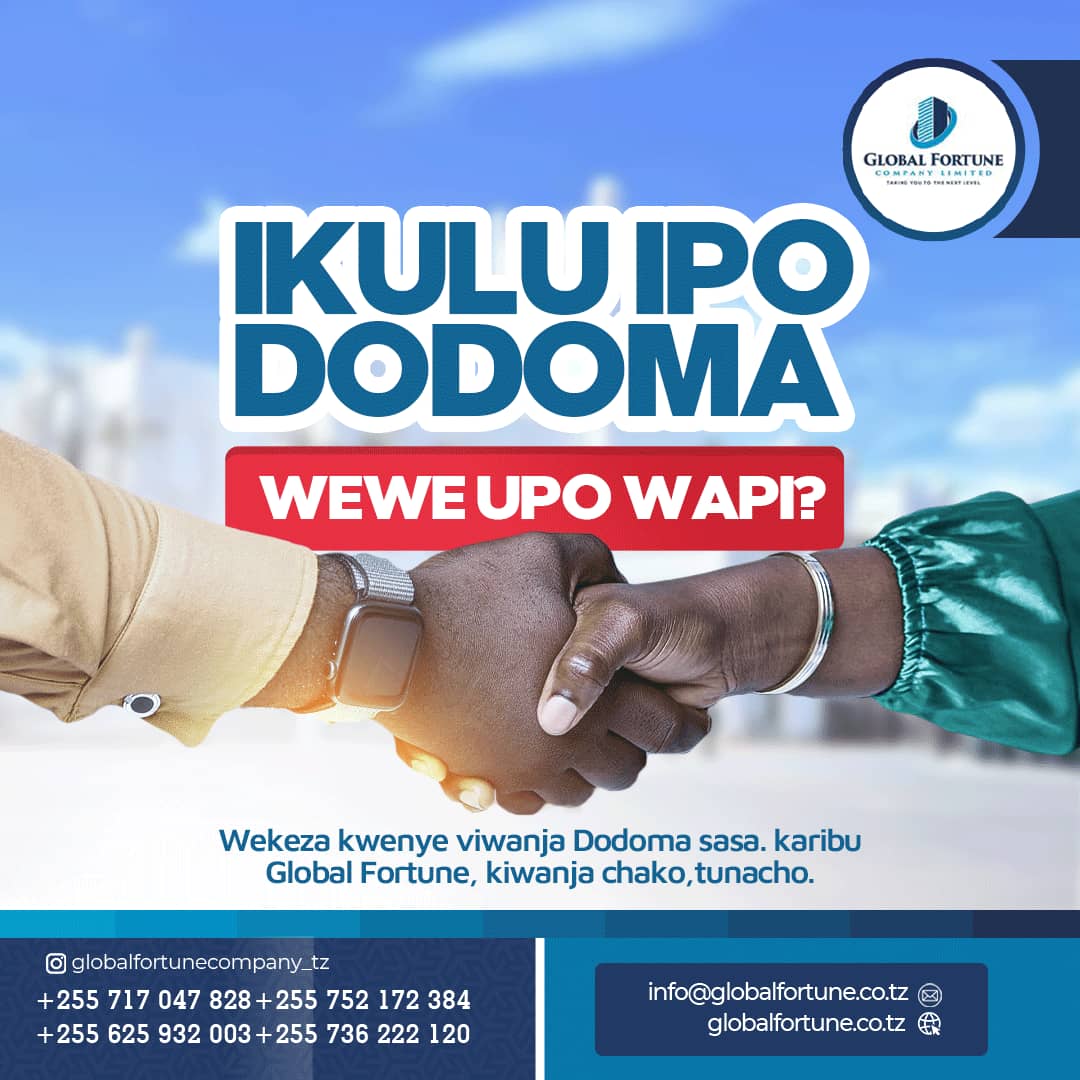 GLOBAL FORTUNE
COMPANY LIMITED
TAKING YOU TO THE NEXT LEVEL
IKULU IPO
DODOMA
WEWE UPO WAPI?
Wekeza kwenye viwanja Dodoma sasa. karibu
Global Fortune, kiwanja chako,tunacho.
globalfortunecompany_tz
+255 717 047 828+255 752 172 384
+255 625 932 003+255 736 222 120
info@globalfortune.co.tz
globalfortune.co.tz